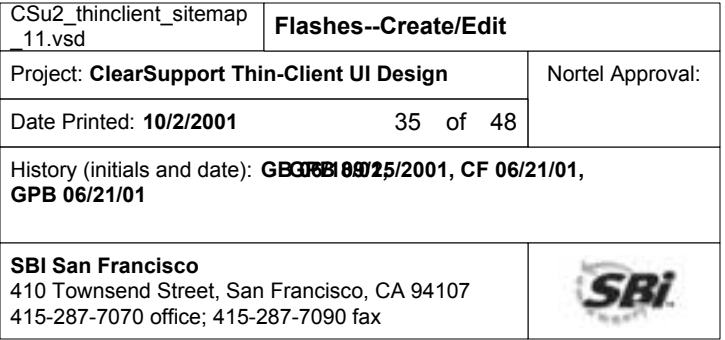 CSu2_thinclient_sitemap
_11.vsd
Flashes--Create/Edit
Project: ClearSupport Thin-Client UI Design
Nortel Approval:
Date Printed: 10/2/2001 35 of 48
History (initials and date): 5/2001, CF 06/21/01,
GPB 06/21/01
SBI San Francisco
410 Townsend Street, San Francisco, CA 94107
415-287-7070 office; 415-287-7090 fax
SBi